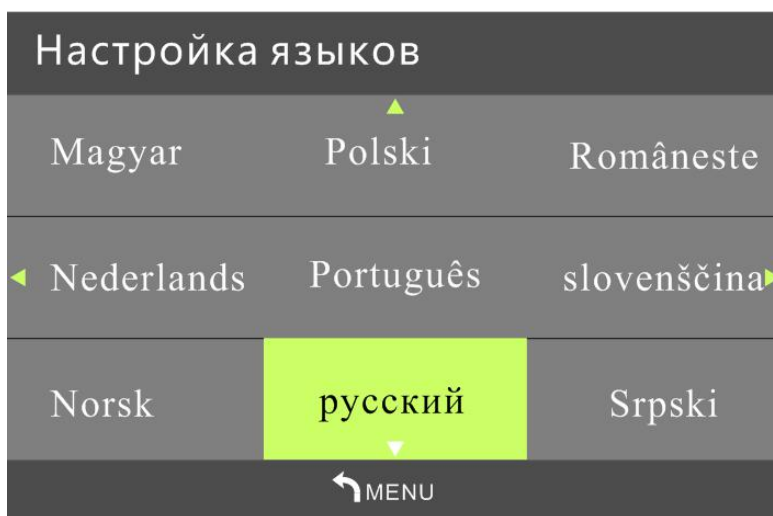 Настройка языков
Magyar Polski Româneste
Nederlands Português slovenščina
Norsk русский Srpski
MENU